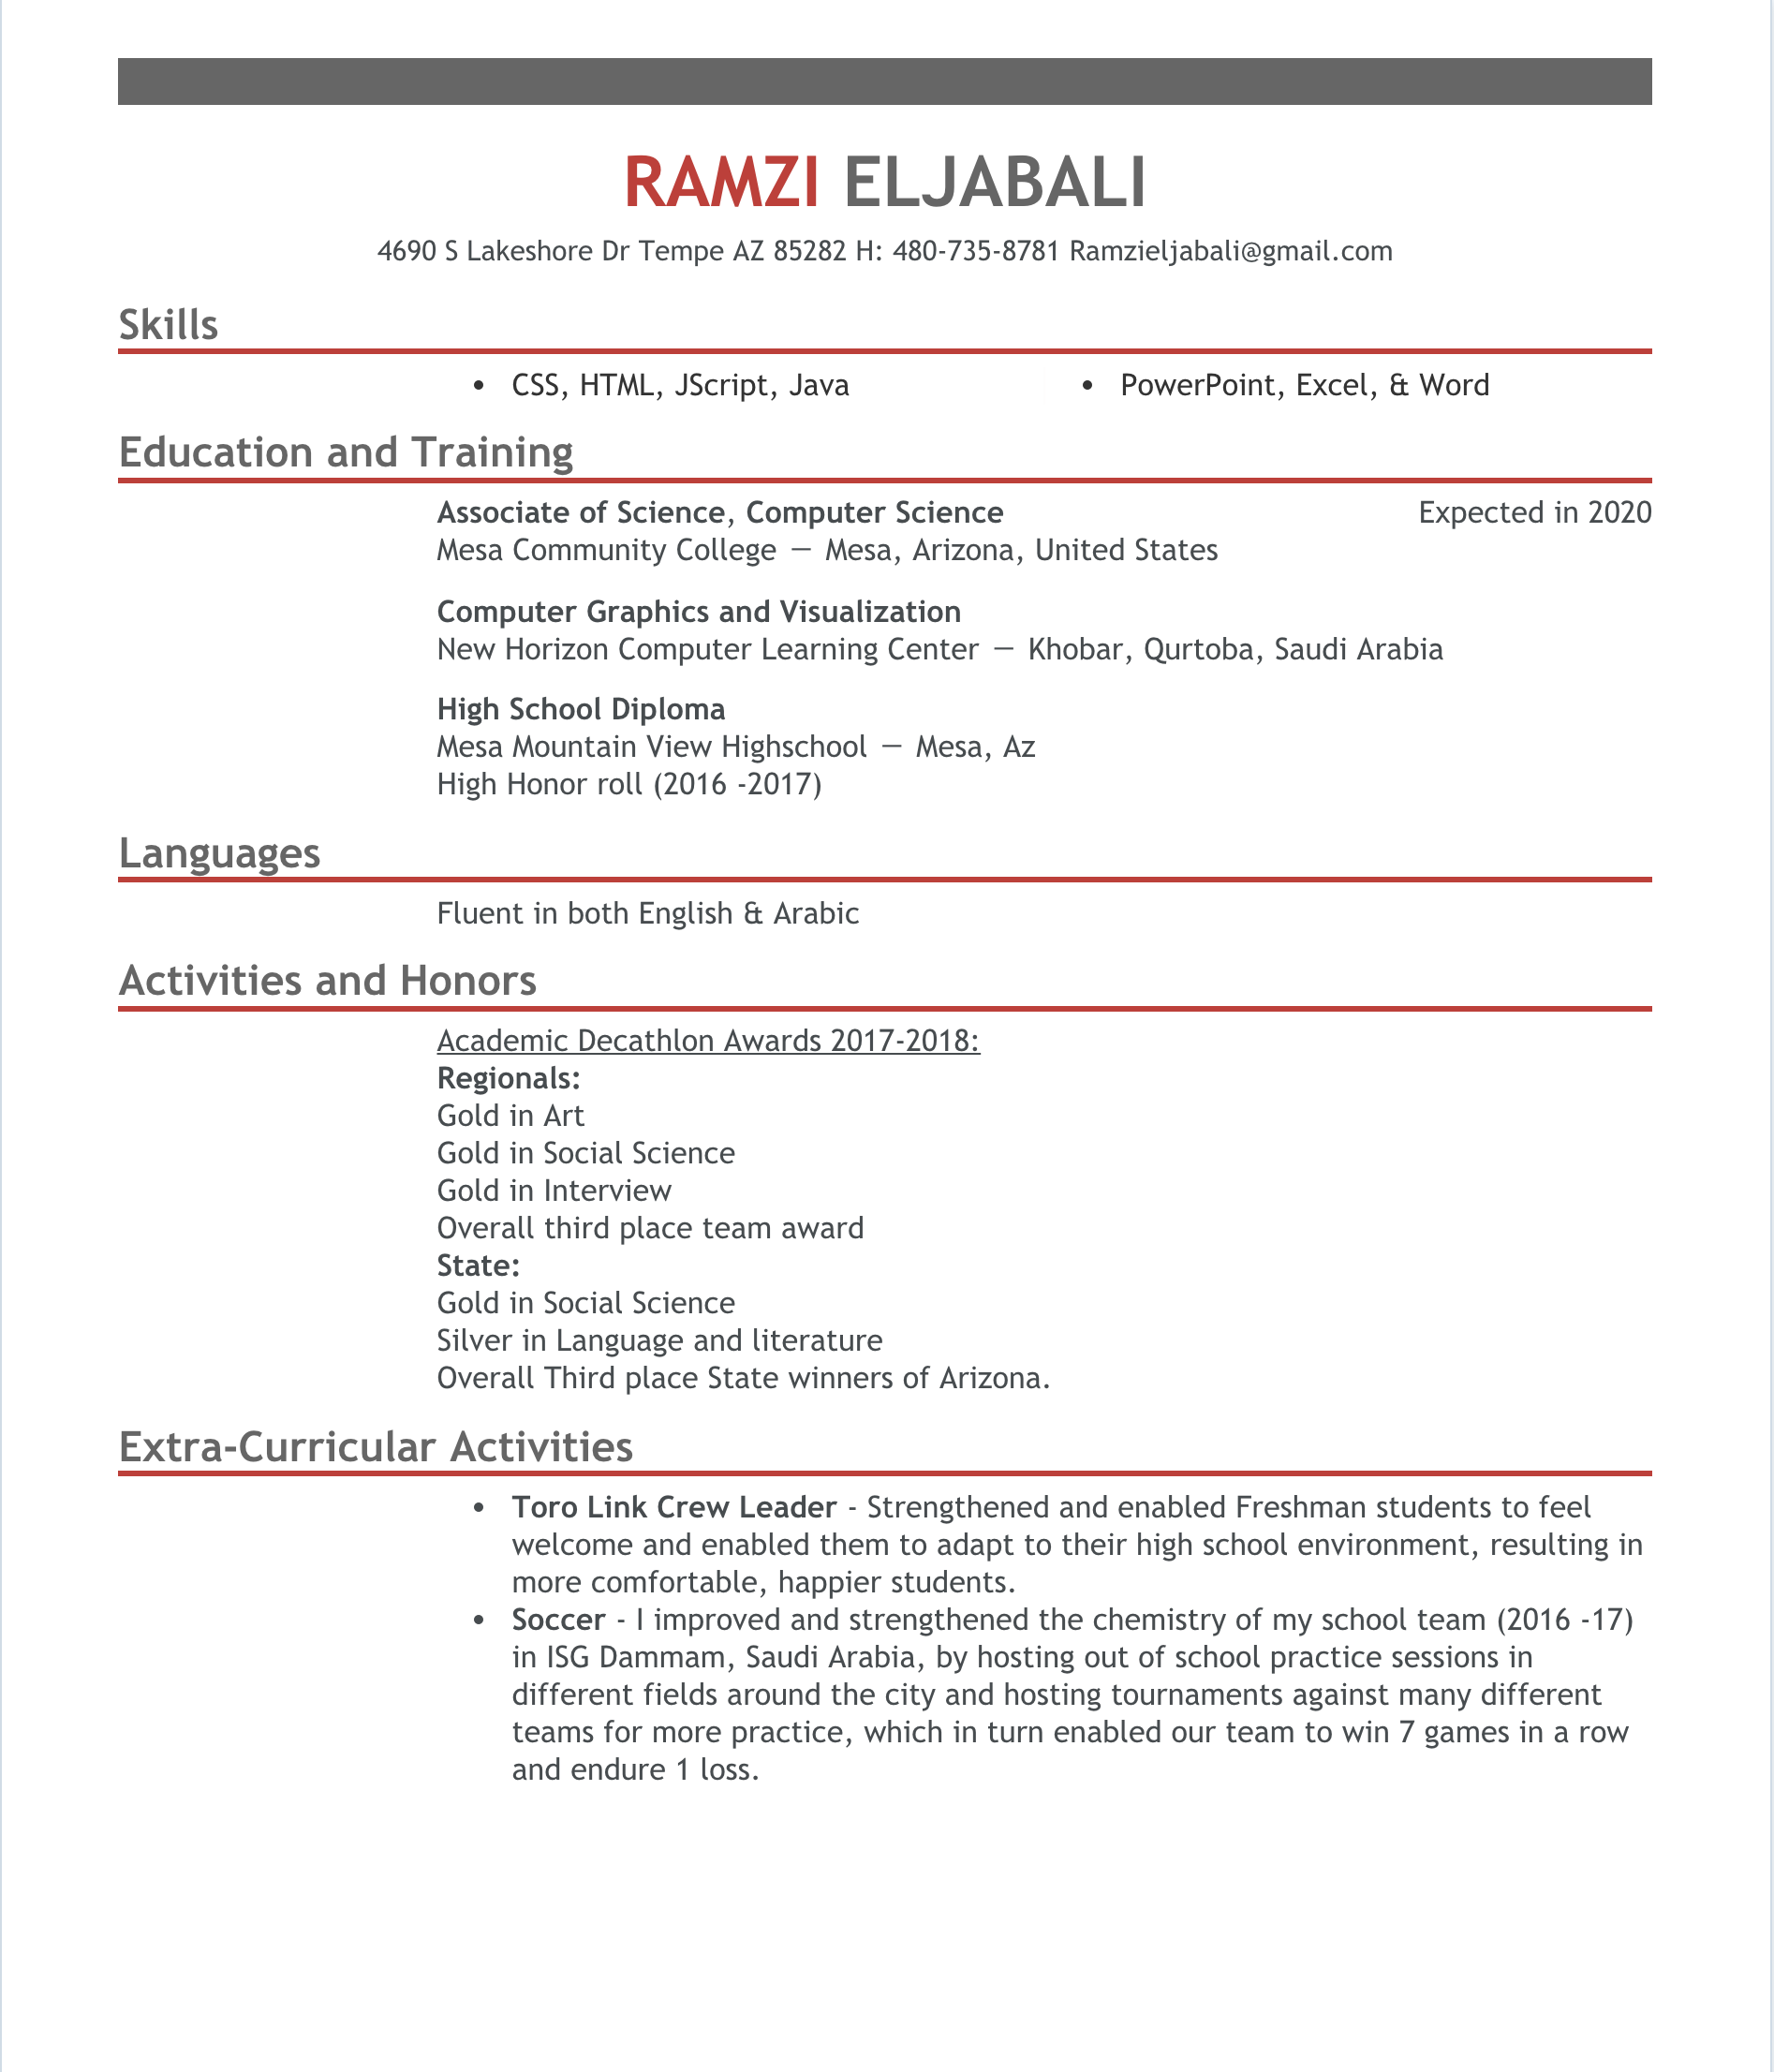 RAMZI ELJABALI
4690 S Lakeshore Dr Tempe AZ 85282 H: 480-735-8781 Ramzieljabali@gmail.com
Skills
• CSS, HTML, JScript, Java • PowerPoint, Excel, & Word
Education and Training
Associate of Science, Computer Science Expected in 2020
Mesa Community College — Mesa, Arizona, United States
Computer Graphics and Visualization
New Horizon Computer Learning Center — Khobar, Qurtoba, Saudi Arabia
High School Diploma
Mesa Mountain View Highschool — Mesa, Az
High Honor roll (2016 -2017)
Languages
Fluent in both English & Arabic
Activities and Honors
Academic Decathlon Awards 2017-2018:
Regionals:
Gold in Art
Gold in Social Science
Gold in Interview
Overall third place team award
State:
Gold in Social Science
Silver in Language and literature
Overall Third place State winners of Arizona.
Extra-Curricular Activities
• Toro Link Crew Leader - Strengthened and enabled Freshman students to feel
welcome and enabled them to adapt to their high school environment, resulting in
more comfortable, happier students.
• Soccer - I improved and strengthened the chemistry of my school team (2016 -17)
in ISG Dammam, Saudi Arabia, by hosting out of school practice sessions in
different fields around the city and hosting tournaments against many different
teams for more practice, which in turn enabled our team to win 7 games in a row
and endure 1 loss.